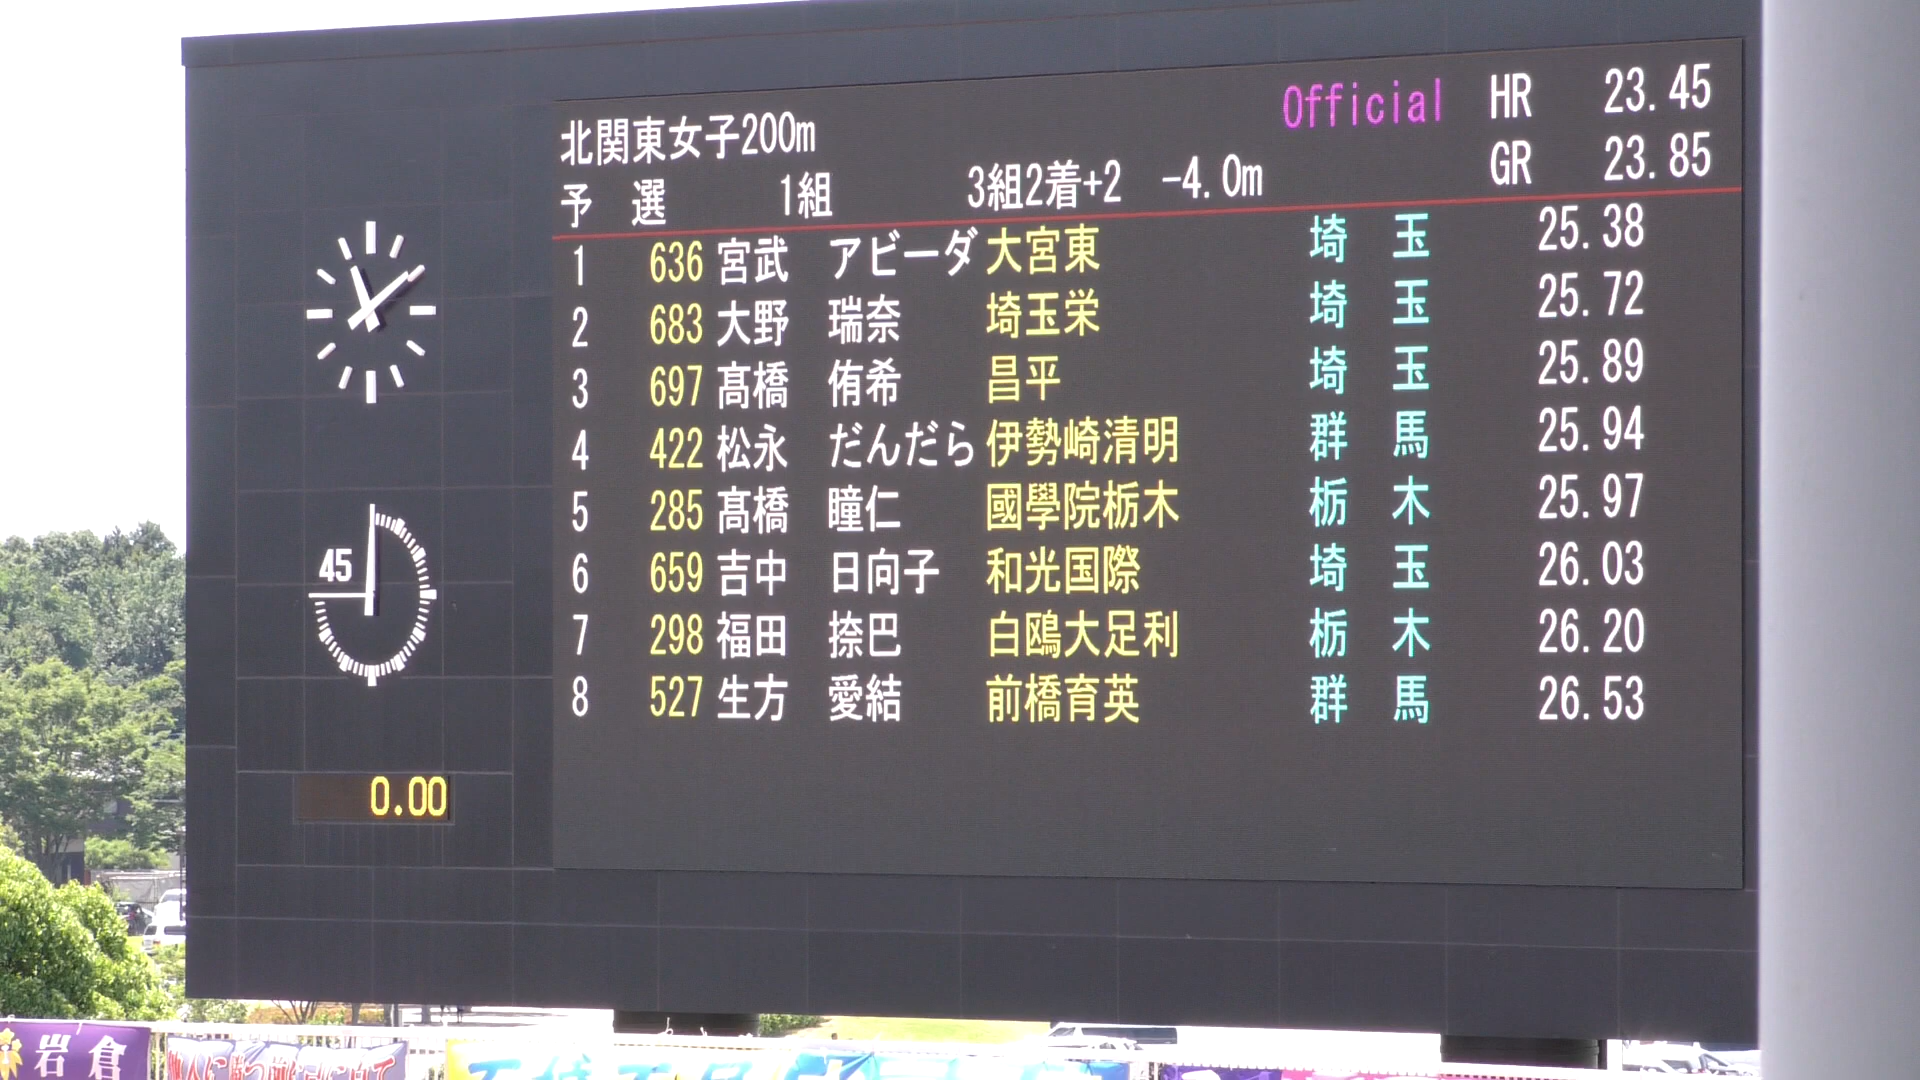 Official HR 23.45
北関東女子200m GR 23.85
予 選 1組 3組2着+2 -4.0m
1 636 宮武 アビーダ 大宮東 埼 玉 25.38
2 683 大野 瑞奈 埼玉栄 埼 玉 25.72
3 697 髙橋 侑希 昌平 埼 玉 25.89
4 422 松永 だんだら 伊勢崎清明 群 馬 25.94
5 285 髙橋 瞳仁 國學院栃木 栃 木 25.97
6 659 吉中 日向子 和光国際 埼 玉 26.03
7 298 福田 捺巴 白鴎大足利 栃 木 26.20
8 527 生方 愛結 前橋育英 群 馬 26.53
45
0.00
岩倉